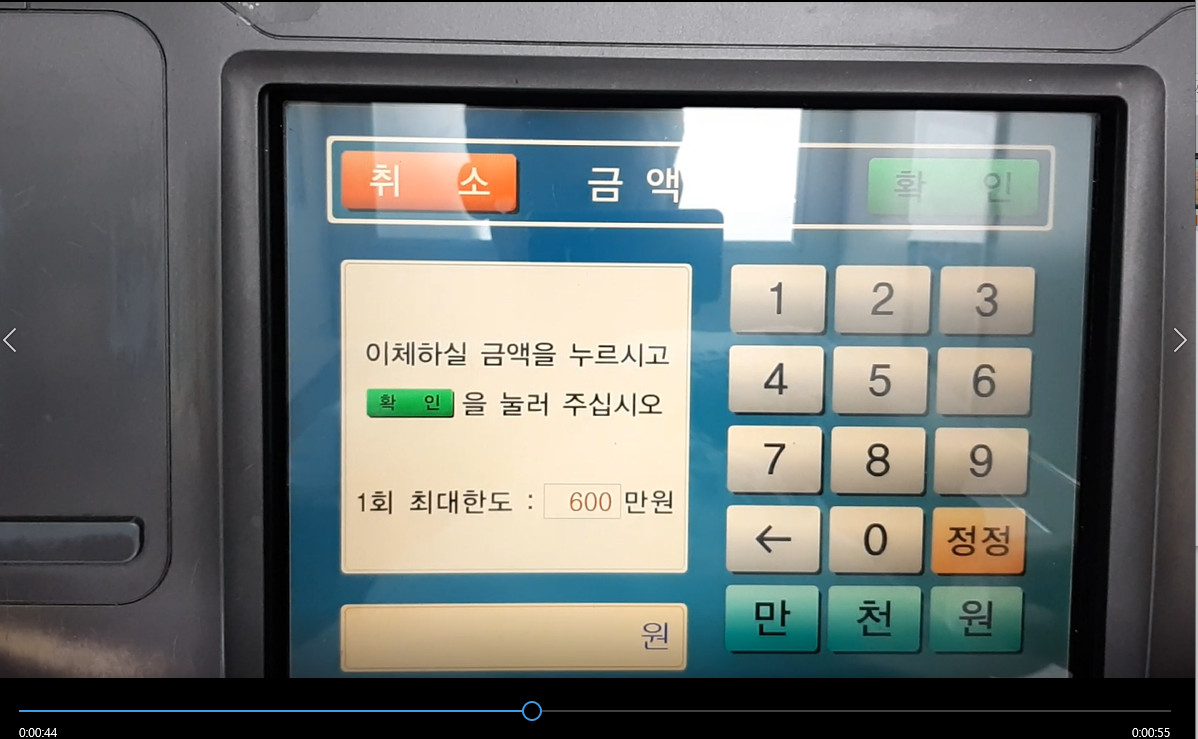 취 소 금 액 확 인
이체하실 금액을 누르시고
확 인 을 눌러 주십시오
1회 최대한도 : 600 만원
원
1 2 3
4 5 6
7 8 9
← 0 정정
만 천 원
0:00:44 0:00:55